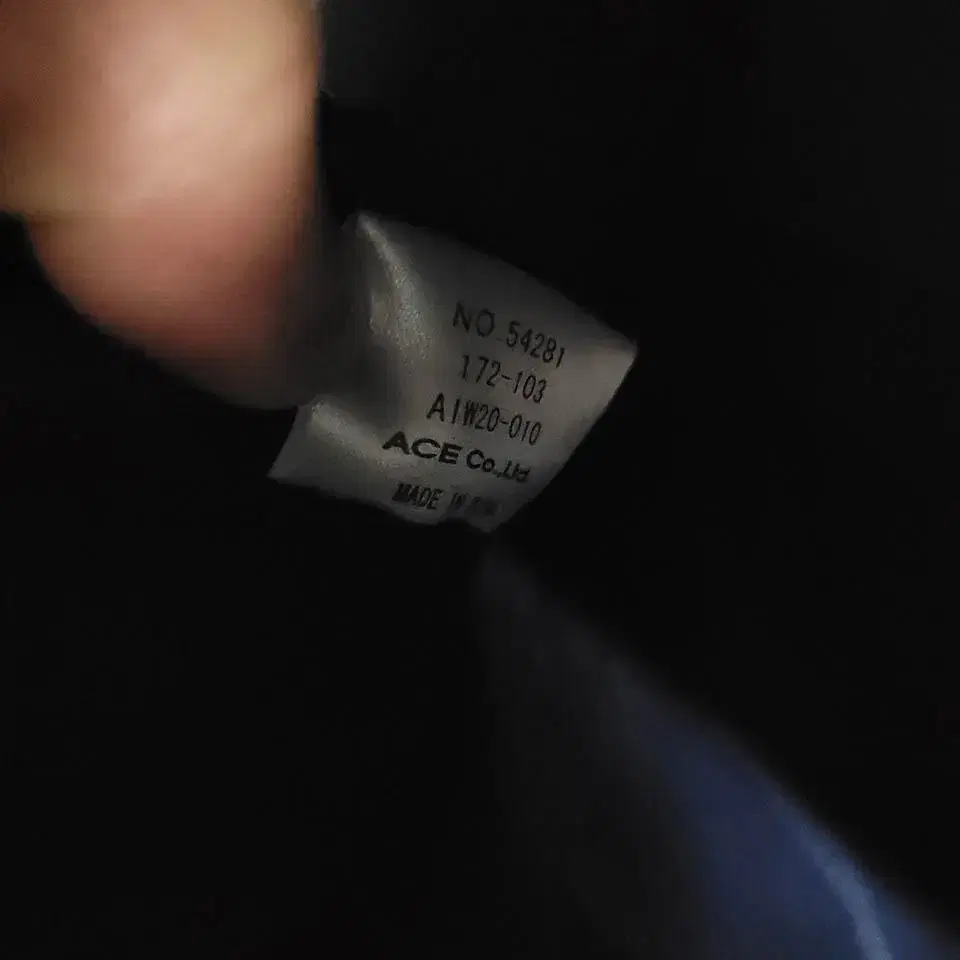 NO.54281
172-103
AIW20-010
ACE Co.,Ltd
MADE IN